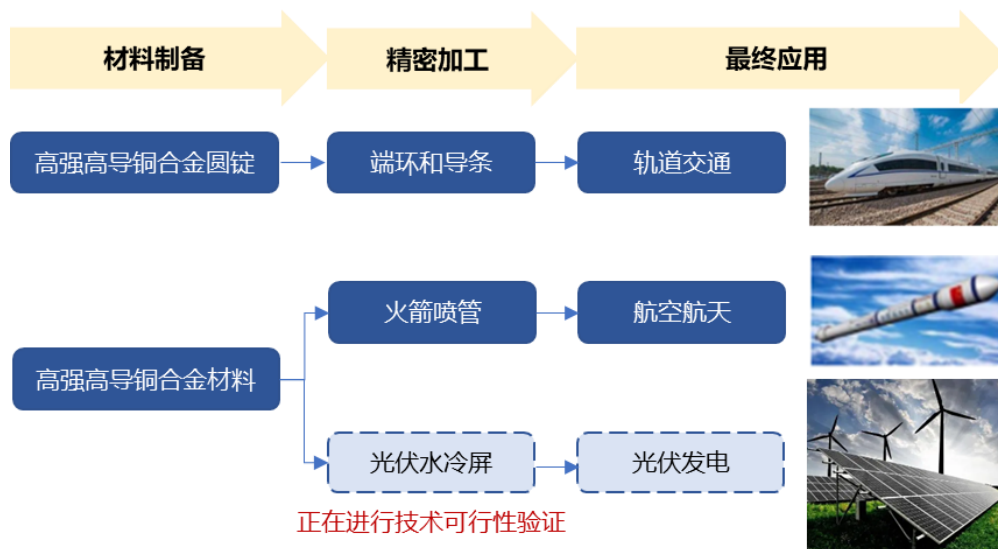 材料制备
精密加工
最终应用
高强高导铜合金圆锭
端环和导条
轨道交通
火箭喷管
航空航天
高强高导铜合金材料
光伏水冷屏
光伏发电
正在进行技术可行性验证